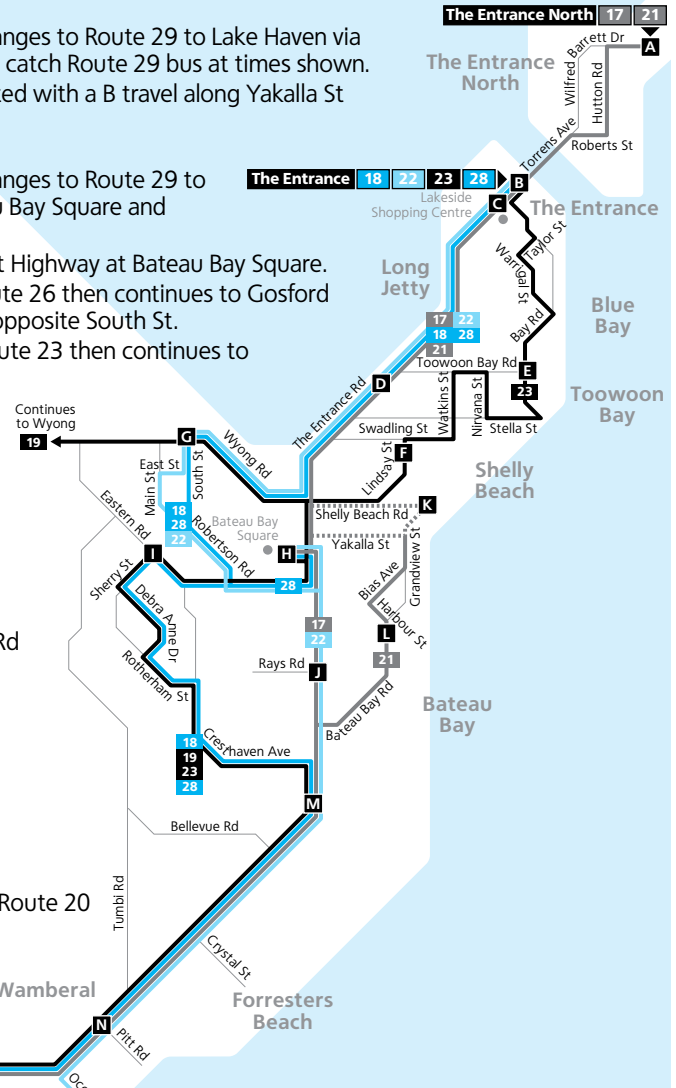 The Entrance North 17 21
anges to Route 29 to Lake Haven via
catch Route 29 bus at times shown.
ed with a B travel along Yakalla St
A
Wilfred Barrett Dr
Hutton Rd
The Entrance
North
Torrens Ave
Roberts St
anges to Route 29 to
Bay Square and
The Entrance 18 22 23 28
B
C
Lakeside
Shopping Centre
The Entrance
Taylor St
Warrigal St
t Highway at Bateau Bay Square.
ute 26 then continues to Gosford
opposite South St.
ute 23 then continues to
Long
Jetty
Blue
Bay
17 22
18 28
21
Bay Rd
Toowoon Bay Rd
E
23
D
The Entrance Rd
Watkins St
Nirvana St
Toowoon
Bay
Continues
to Wyong
19
G
Swadling St
Stella St
Wyong Rd
East St
South St
Main St
F
Lindsay St
Shelly
Beach
Eastern Rd
18
28
22
Robertson Rd
Bateau Bay
Square
K
Shelly Beach Rd
Yakalla St
Grandview St
I
H
Sherry St
28
Bias Ave
Debra Anne Dr
Harbour St
17
22
L
21
Rd
Rotherham St
Rays Rd
J
Bateau Bay Rd
Bateau
Bay
18
19
23
28
Cresthaven Ave
M
Bellevue Rd
Tumbi Rd
Route 20
Crystal St
Wamberal
Forresters
Beach
N
Pitt Rd